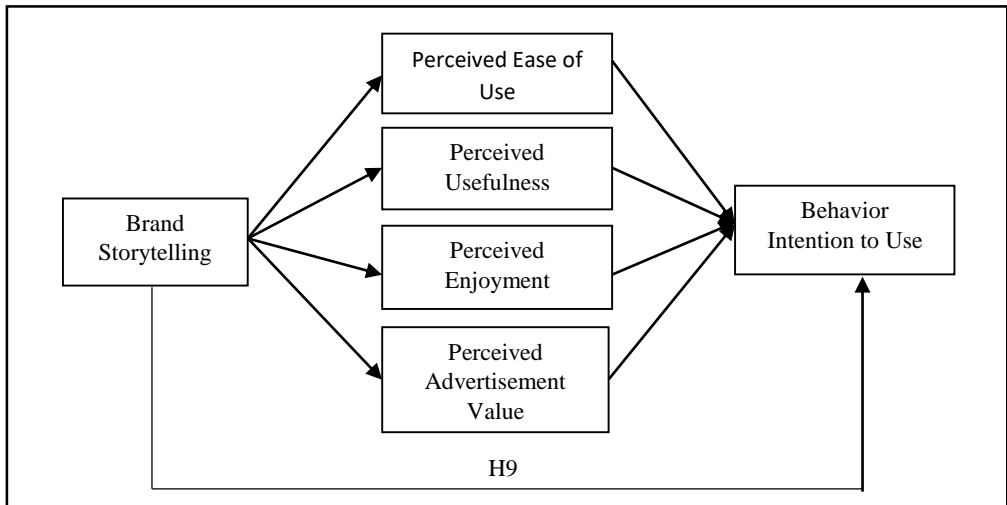 Perceived Ease of
Use
Perceived
Usefulness
Brand
Storytelling
Behavior
Intention to Use
Perceived
Enjoyment
Perceived
Advertisement
Value
H9